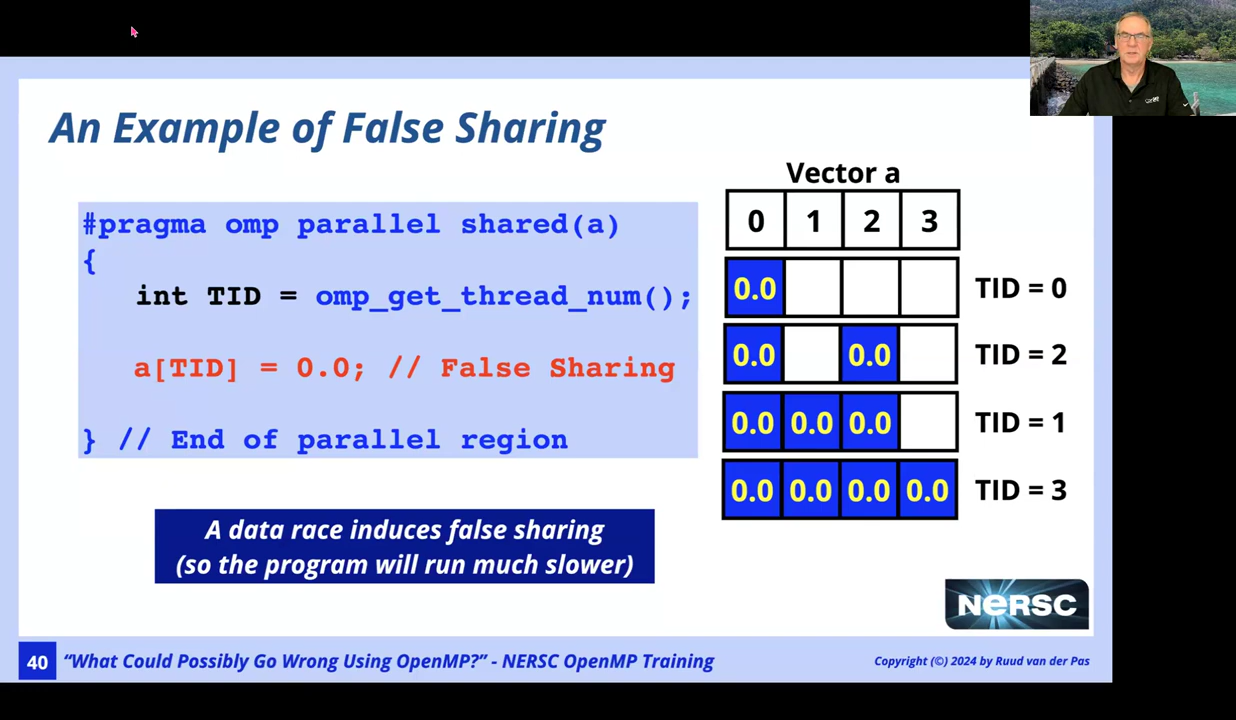 An Example of False Sharing
#pragma omp parallel shared(a)
{
int TID = omp_get_thread_num();
a[TID] = 0.0; // False Sharing
} // End of parallel region
A data race induces false sharing
(so the program will run much slower)
Vector a
0 1 2 3
0.0 TID = 0
0.0 0.0 TID = 2
0.0 0.0 0.0 TID = 1
0.0 0.0 0.0 0.0 TID = 3
NERSC
40 “What Could Possibly Go Wrong Using OpenMP?” - NERSC OpenMP Training
Copyright (©) 2024 by Ruud van der Pas